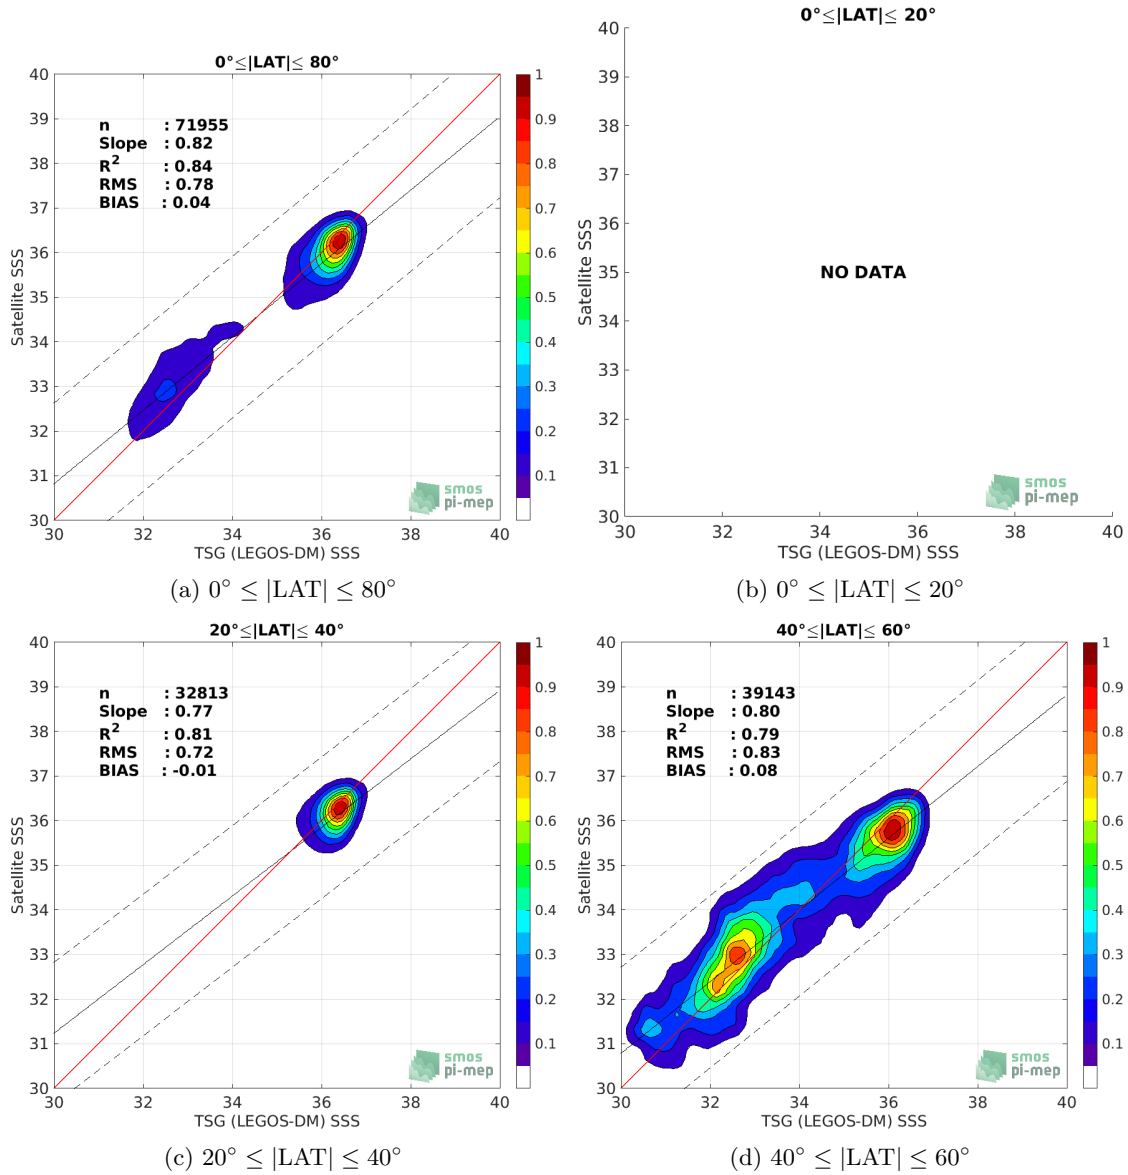 0°≤|LAT|≤ 80°
n : 71955
Slope : 0.82
R² : 0.84
RMS : 0.78
BIAS : 0.04
Satellite SSS
40
39
38
37
36
35
34
33
32
31
30
30 32 34 36 38 40
TSG (LEGOS-DM) SSS
1
0.9
0.8
0.7
0.6
0.5
0.4
0.3
0.2
0.1
smos
pi-mep
(a) 0° ≤ |LAT| ≤ 80°
0°≤|LAT|≤ 20°
NO DATA
Satellite SSS
40
39
38
37
36
35
34
33
32
31
30
30 32 34 36 38 40
TSG (LEGOS-DM) SSS
smos
pi-mep
(b) 0° ≤ |LAT| ≤ 20°
20°≤|LAT|≤ 40°
n : 32813
Slope : 0.77
R² : 0.81
RMS : 0.72
BIAS : -0.01
Satellite SSS
40
39
38
37
36
35
34
33
32
31
30
30 32 34 36 38 40
TSG (LEGOS-DM) SSS
1
0.9
0.8
0.7
0.6
0.5
0.4
0.3
0.2
0.1
smos
pi-mep
(c) 20° ≤ |LAT| ≤ 40°
40°≤|LAT|≤ 60°
n : 39143
Slope : 0.80
R² : 0.79
RMS : 0.83
BIAS : 0.08
Satellite SSS
40
39
38
37
36
35
34
33
32
31
30
30 32 34 36 38 40
TSG (LEGOS-DM) SSS
1
0.9
0.8
0.7
0.6
0.5
0.4
0.3
0.2
0.1
smos
pi-mep
(d) 40° ≤ |LAT| ≤ 60°